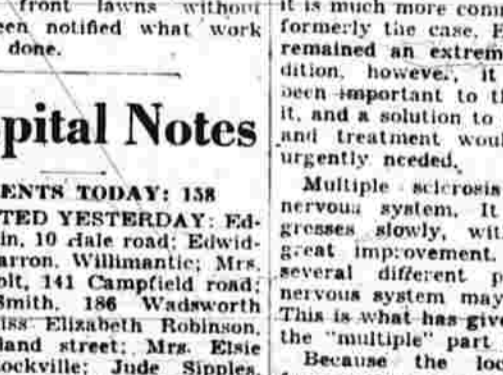 front lawns without
een notified what work
done.
pital Notes
ENTS TODAY: 158
TED YESTERDAY: Ed-
in, 10 Hale road; Edwid-
arron, Willimantic; Mrs.
olt, 141 Campfield road;
Smith, 186 Wadsworth
iss Elizabeth Robinson,
land street; Mrs. Elsie
ockville; Jude Sipples,
it is much more com
formerly the case. F
remained an extrem
dition, however, it
been important to t
it, and a solution to
and treatment woul
urgently needed.
Multiple sclerosis
nervous system. It
gresses slowly, wit
great improvement.
several different p
nervous system may
This is what has give
the "multiple" part
Because the loc